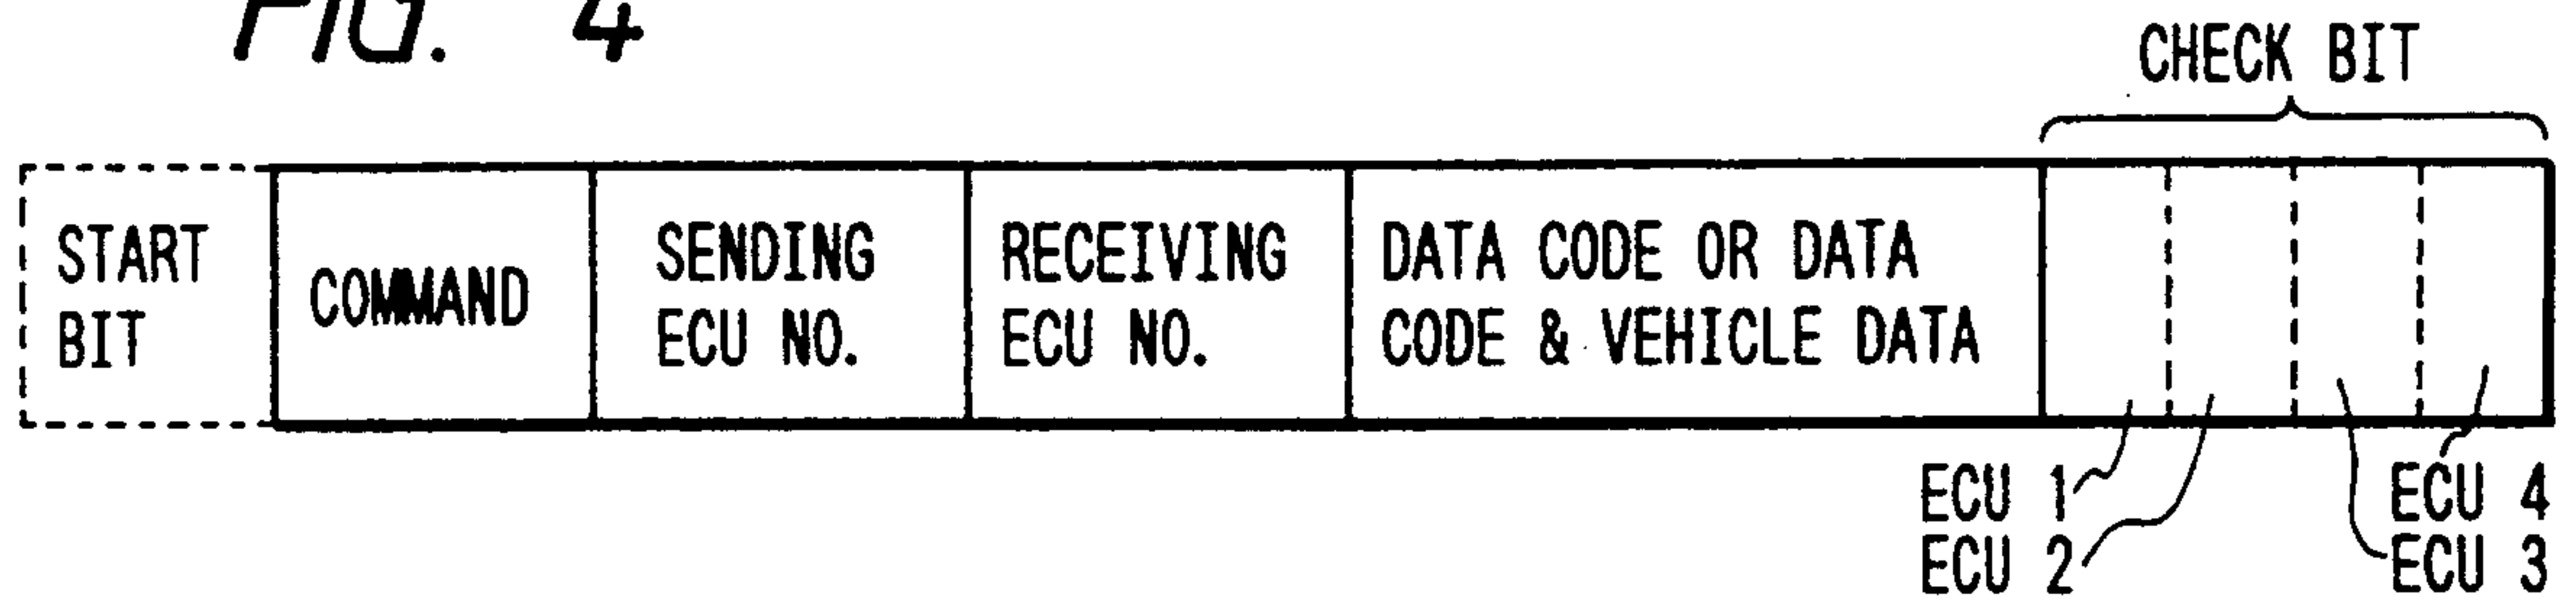 FIG. 4
CHECK BIT
START
BIT
COMMAND
SENDING
ECU NO.
RECEIVING
ECU NO.
DATA CODE OR DATA
CODE & VEHICLE DATA
ECU 1
ECU 2
ECU 4
ECU 3